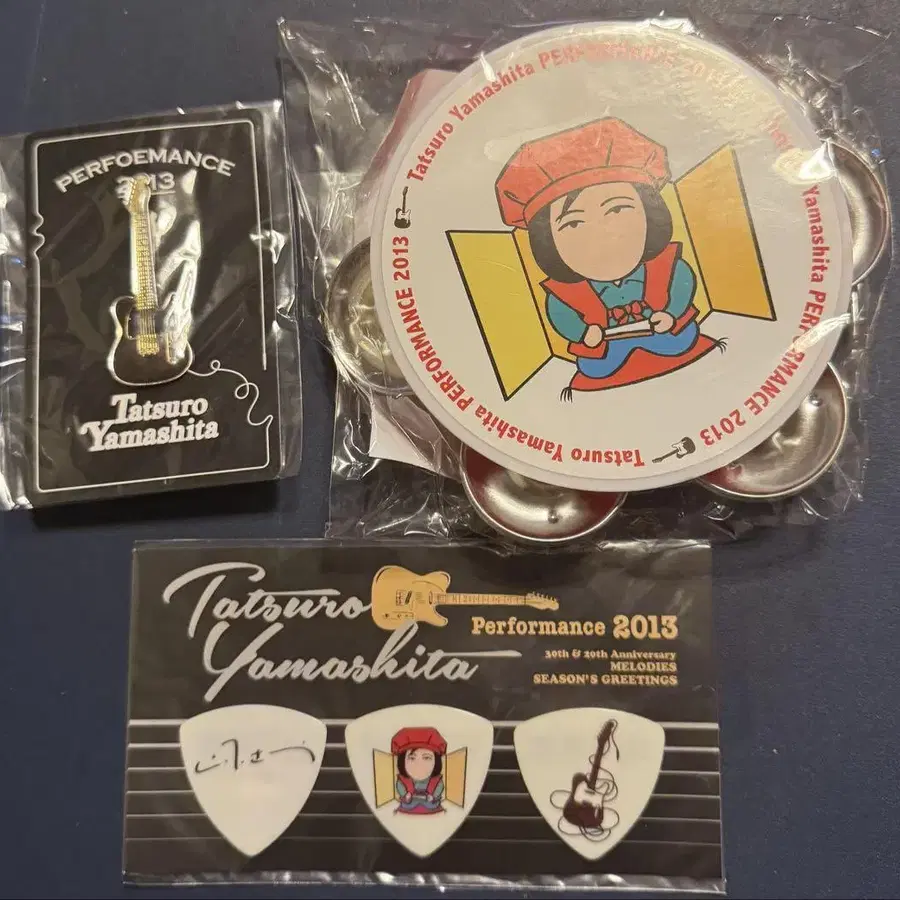 PERFOEMANCE
2013
Tatsuro
Yamashita
Tatsuro Yamashita PERFORMANCE 2013
Yamashita PERFORMANCE 2013
Tatsuro Yamashita PERFORMANCE 2013
Tatsuro
Yamashita
Performance 2013
30th & 20th Anniversary
MELODIES
SEASON'S GREETINGS